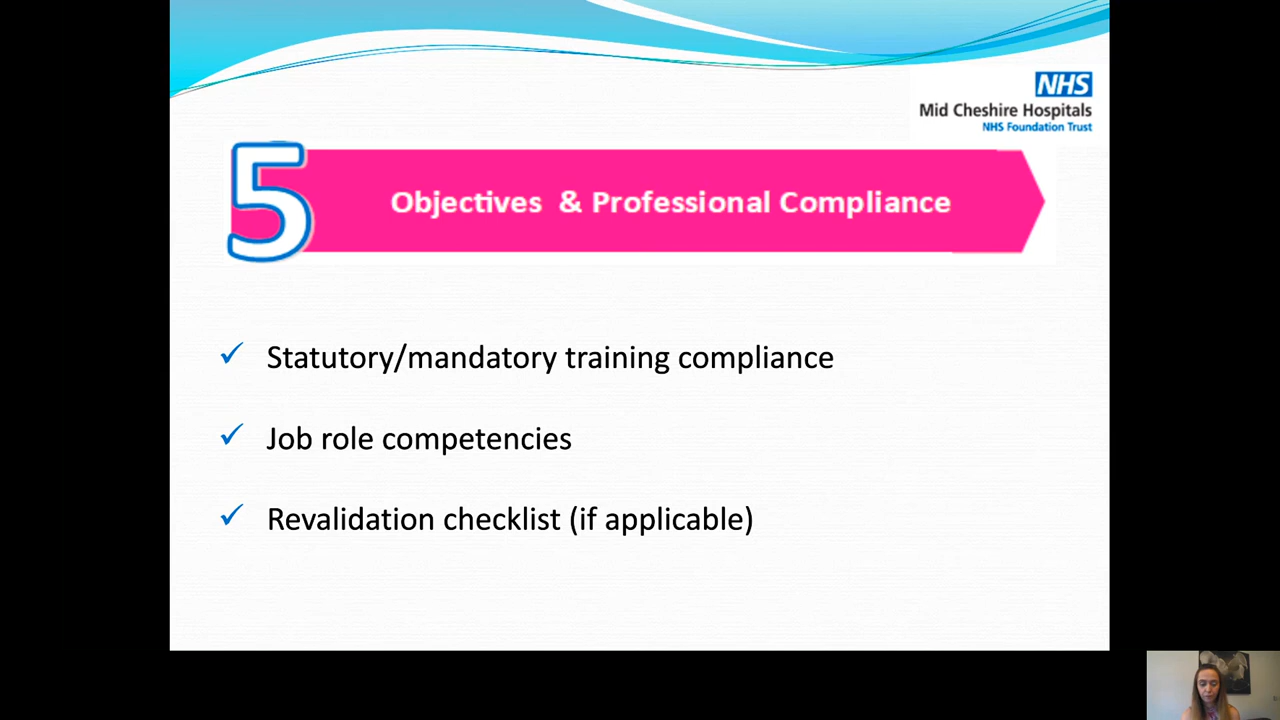 NHS
Mid Cheshire Hospitals
NHS Foundation Trust
5
Objectives & Professional Compliance
✓ Statutory/mandatory training compliance
✓ Job role competencies
✓ Revalidation checklist (if applicable)